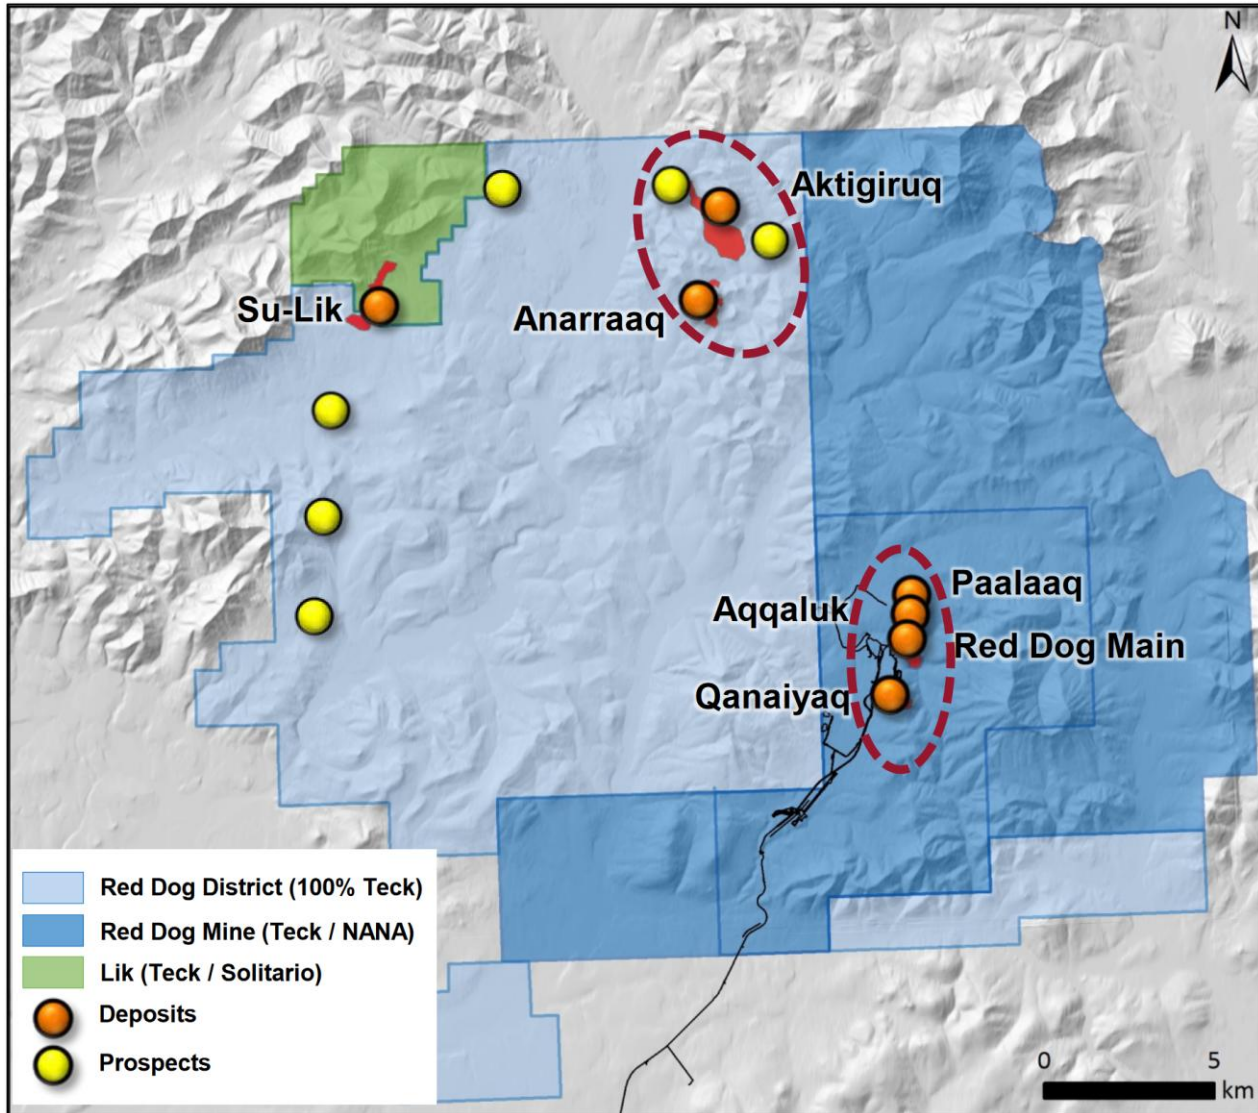 N
Aktigiruq
Su-Lik
Anarraaq
Paalaaq
Aqqaluk
Red Dog Main
Qanaiyaq
Red Dog District (100% Teck)
Red Dog Mine (Teck / NANA)
Lik (Teck / Solitario)
Deposits
Prospects
0 5
km